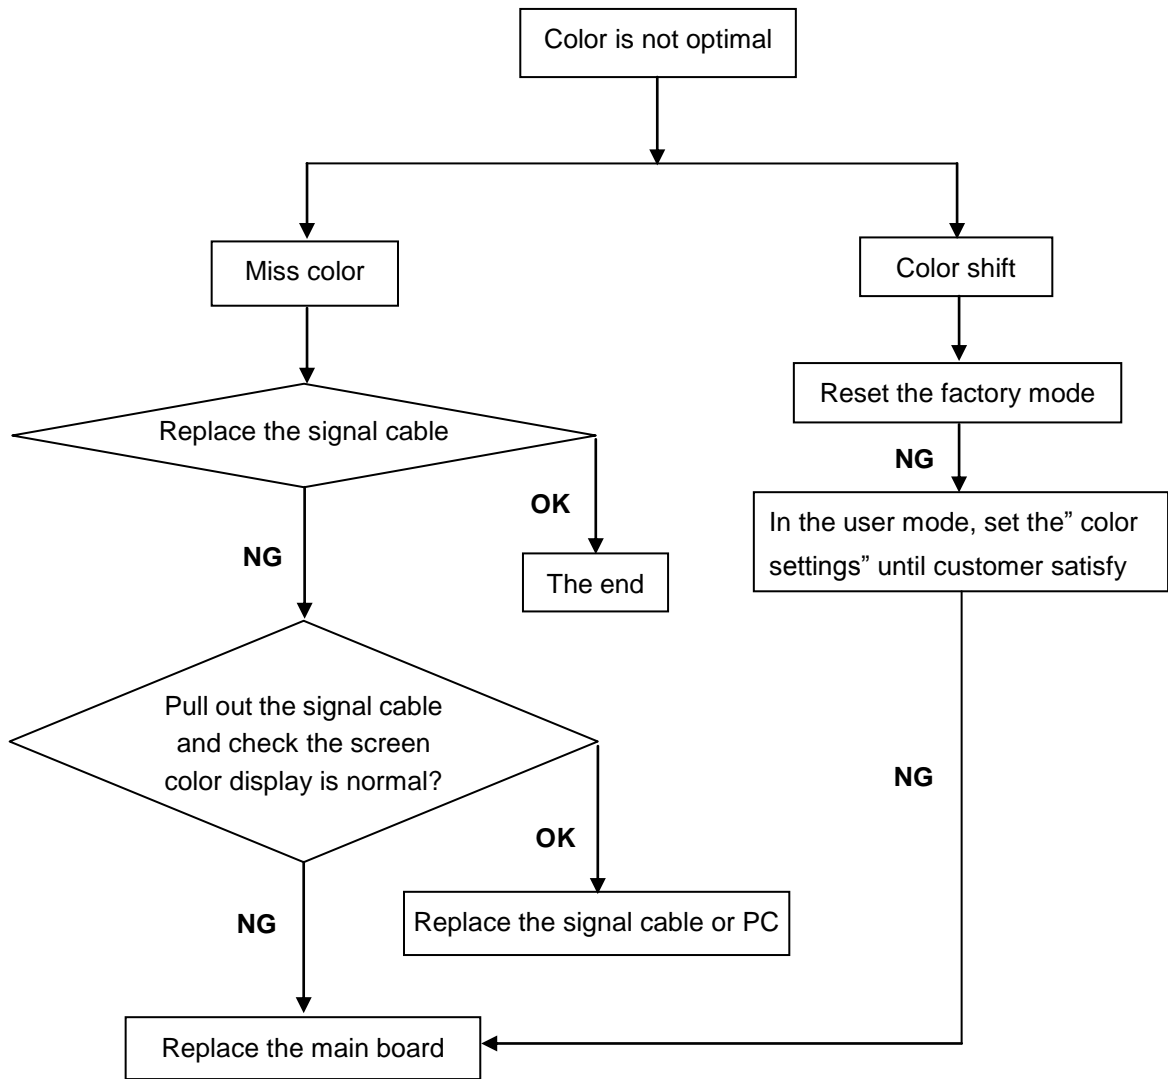 Color is not optimal
Miss color
Color shift
Reset the factory mode
Replace the signal cable
NG
OK
In the user mode, set the” color
settings” until customer satisfy
NG
The end
Pull out the signal cable
and check the screen
color display is normal?
NG
OK
Replace the signal cable or PC
NG
Replace the main board